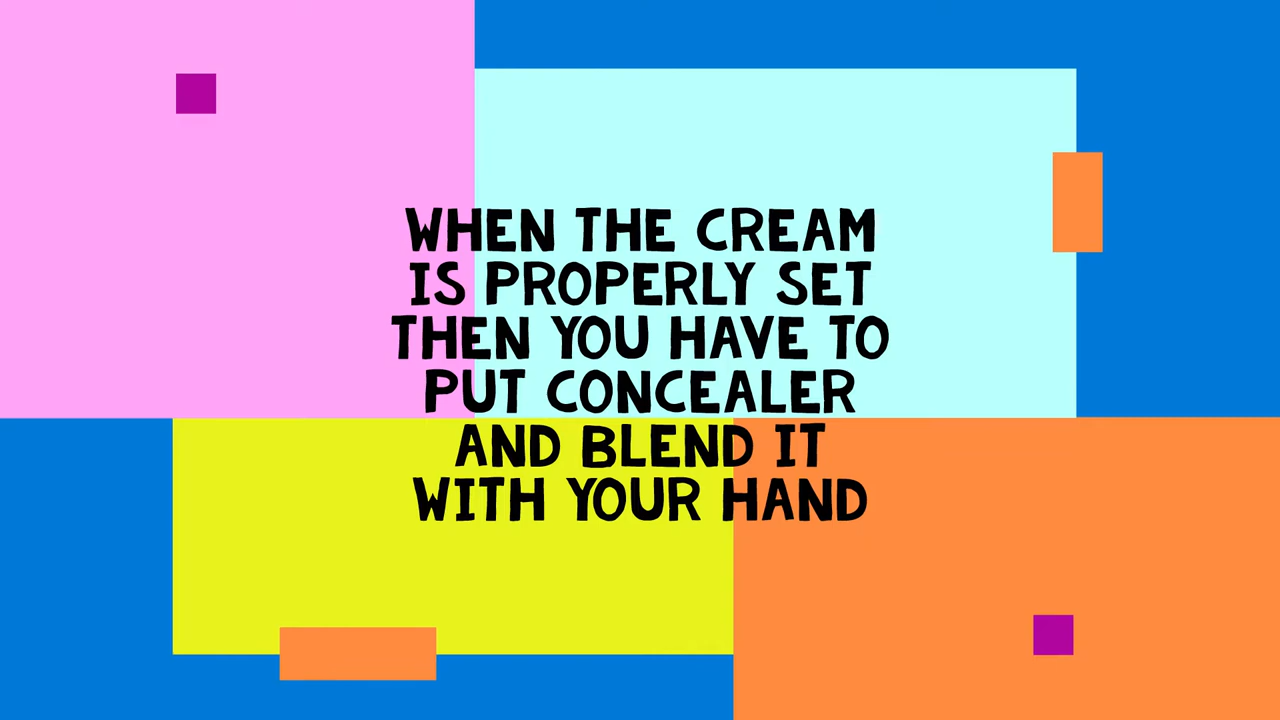 WHEN THE CREAM
IS PROPERLY SET
THEN YOU HAVE TO
PUT CONCEALER
AND BLEND IT
WITH YOUR HAND